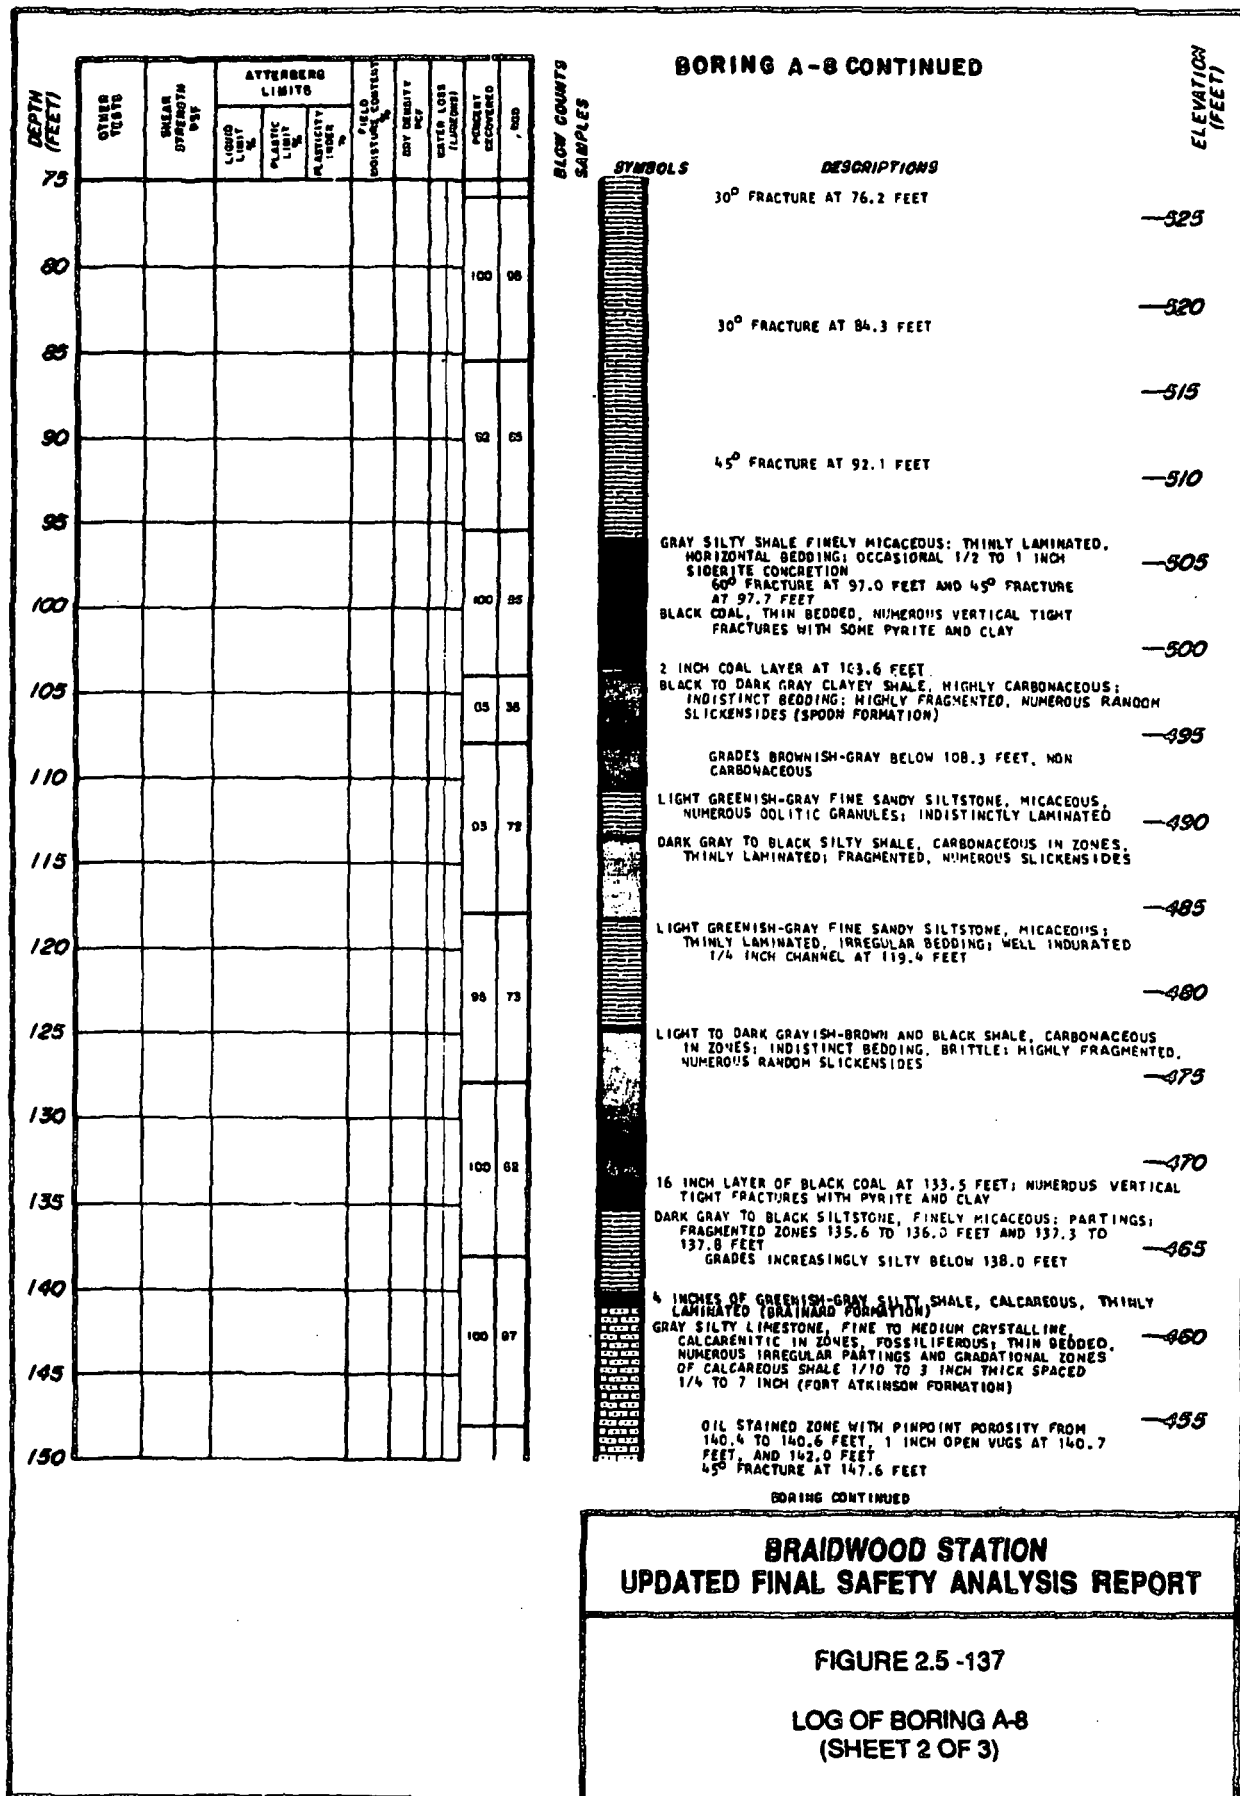 BORING A-8 CONTINUED
DEPTH (FEET)
OTHER TESTS
SHEAR STRENGTH PSF
ATTERBERG LIMITS
LIQUID LIMIT %
PLASTIC LIMIT %
PLASTICITY INDEX %
FIELD MOISTURE CONTENT %
DRY DENSITY PCF
WATER LOSS (LUGEONS)
PERCENT RECOVERED
RQD
BLOW COUNTS
SAMPLES
SYMBOLS
DESCRIPTIONS
ELEVATION (FEET)
75
30° FRACTURE AT 76.2 FEET
525
80
100
520
30° FRACTURE AT 84.3 FEET
85
515
90
45° FRACTURE AT 92.1 FEET
510
95
GRAY SILTY SHALE FINELY MICACEOUS; THINLY LAMINATED,
HORIZONTAL BEDDING; OCCASIONAL 1/2 TO 1 INCH
SIDERITE CONCRETION
505
60° FRACTURE AT 97.0 FEET AND 45° FRACTURE
AT 97.7 FEET
100
100
BLACK COAL, THIN BEDDED, NUMEROUS VERTICAL TIGHT
FRACTURES WITH SOME PYRITE AND CLAY
500
2 INCH COAL LAYER AT 103.6 FEET
105
BLACK TO DARK GRAY CLAYEY SHALE, HIGHLY CARBONACEOUS;
INDISTINCT BEDDING; HIGHLY FRAGMENTED, NUMEROUS RANDOM
SLICKENSIDES (SPOON FORMATION)
495
GRADES BROWNISH-GRAY BELOW 108.3 FEET, NON
CARBONACEOUS
110
LIGHT GREENISH-GRAY FINE SANDY SILTSTONE, MICACEOUS,
NUMEROUS OOLITIC GRANULES; INDISTINCTLY LAMINATED
490
DARK GRAY TO BLACK SILTY SHALE, CARBONACEOUS IN ZONES,
THINLY LAMINATED; FRAGMENTED, NUMEROUS SLICKENSIDES
115
485
LIGHT GREENISH-GRAY FINE SANDY SILTSTONE, MICACEOUS;
THINLY LAMINATED, IRREGULAR BEDDING; WELL INDURATED
1/4 INCH CHANNEL AT 119.4 FEET
120
480
73
125
LIGHT TO DARK GRAYISH-BROWN AND BLACK SHALE, CARBONACEOUS
IN ZONES; INDISTINCT BEDDING, BRITTLE; HIGHLY FRAGMENTED,
NUMEROUS RANDOM SLICKENSIDES
475
130
470
100 62
16 INCH LAYER OF BLACK COAL AT 133.5 FEET; NUMEROUS VERTICAL
TIGHT FRACTURES WITH PYRITE AND CLAY
135
DARK GRAY TO BLACK SILTSTONE, FINELY MICACEOUS; PARTINGS;
FRAGMENTED ZONES 135.6 TO 136.0 FEET AND 137.3 TO
137.8 FEET
465
GRADES INCREASINGLY SILTY BELOW 138.0 FEET
140
4 INCHES OF GREENISH-GRAY SILTY SHALE, CALCAREOUS, THINLY
LAMINATED (BRAINARD FORMATION)
GRAY SILTY LIMESTONE, FINE TO MEDIUM CRYSTALLINE,
CALCARENITIC IN ZONES, FOSSILIFEROUS; THIN BEDDED,
460
100 97
NUMEROUS IRREGULAR PARTINGS AND GRADATIONAL ZONES
OF CALCAREOUS SHALE 1/10 TO 3 INCH THICK SPACED
1/4 TO 7 INCH (FORT ATKINSON FORMATION)
145
455
OIL STAINED ZONE WITH PINPOINT POROSITY FROM
140.4 TO 140.6 FEET, 1 INCH OPEN VUGS AT 140.7
FEET, AND 142.0 FEET
45° FRACTURE AT 147.6 FEET
150
BORING CONTINUED
BRAIDWOOD STATION
UPDATED FINAL SAFETY ANALYSIS REPORT
FIGURE 2.5-137
LOG OF BORING A-8
(SHEET 2 OF 3)